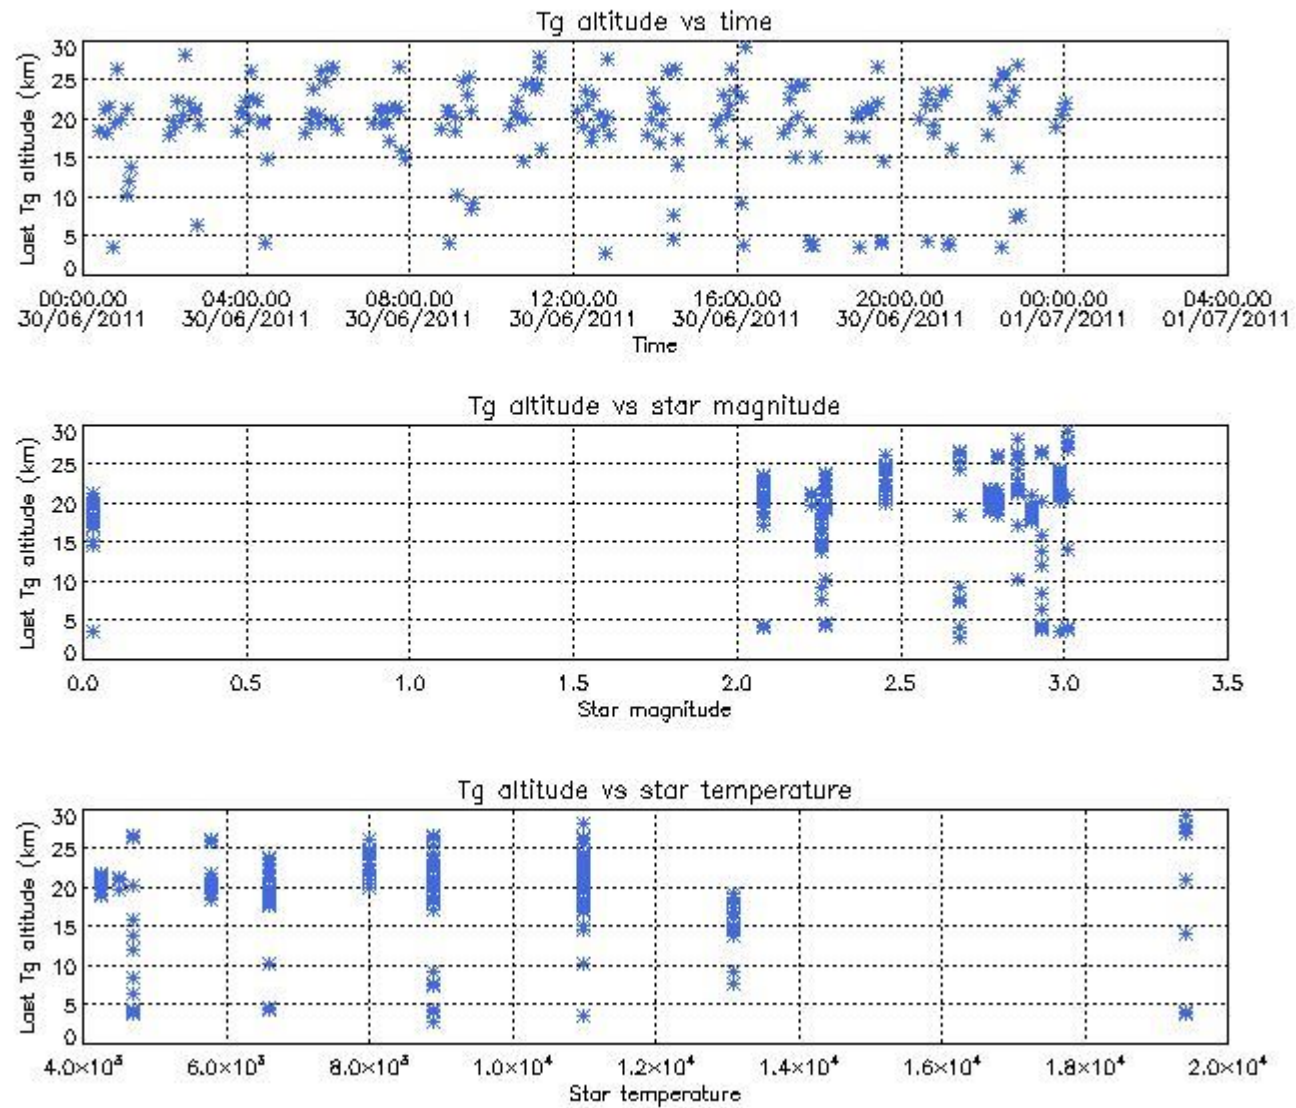 Tg altitude vs time
Last Tg altitude (km)
30
25
20
15
10
5
0
00:00.00 04:00.00 08:00.00 12:00.00 16:00.00 20:00.00 00:00.00 04:00.00
30/06/2011 30/06/2011 30/06/2011 30/06/2011 30/06/2011 30/06/2011 01/07/2011 01/07/2011
Time
Tg altitude vs star magnitude
Last Tg altitude (km)
30
25
20
15
10
5
0
0.0 0.5 1.0 1.5 2.0 2.5 3.0 3.5
Star magnitude
Tg altitude vs star temperature
Last Tg altitude (km)
30
25
20
15
10
5
0
4.0×10³ 6.0×10³ 8.0×10³ 1.0×10⁴ 1.2×10⁴ 1.4×10⁴ 1.6×10⁴ 1.8×10⁴ 2.0×10⁴
Star temperature